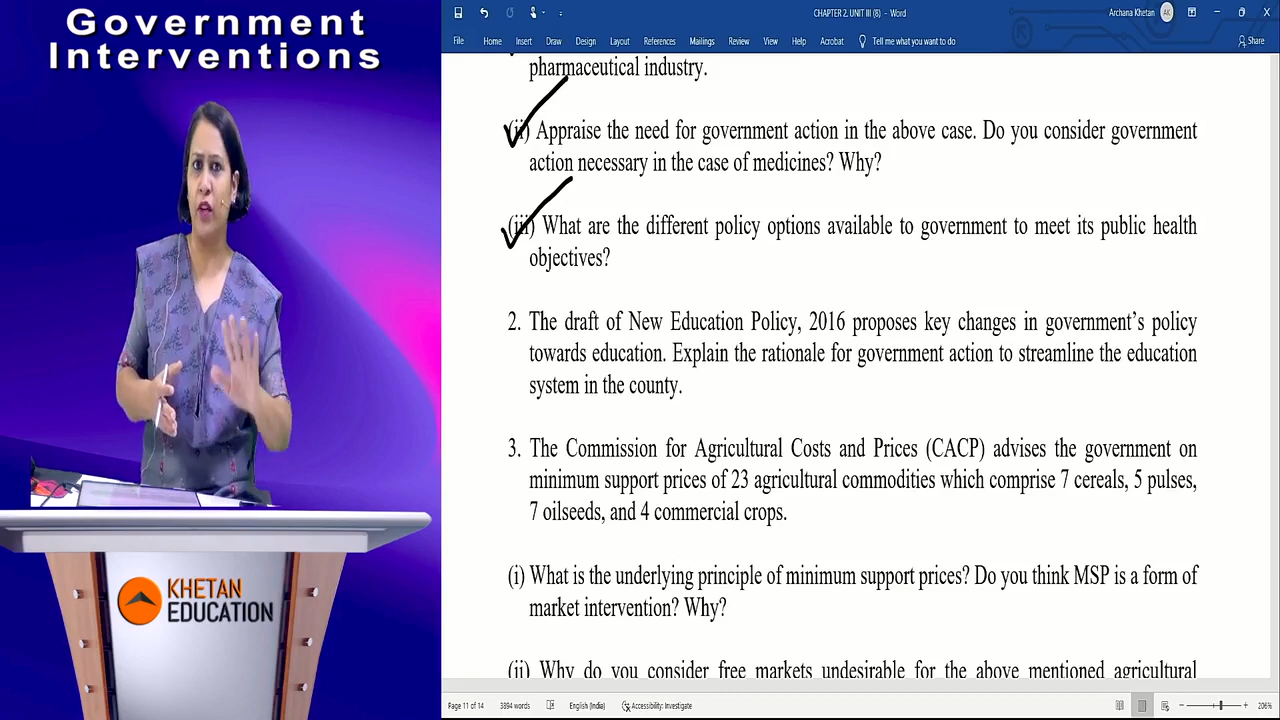 Government
Interventions
KHETAN
EDUCATION
CHAPTER 2. UNIT III (8) - Word
Archana Khetan
AK
File Home Insert Draw Design Layout References Mailings Review View Help Acrobat Tell me what you want to do
Share
pharmaceutical industry.
(ii) Appraise the need for government action in the above case. Do you consider government
action necessary in the case of medicines? Why?
(iii) What are the different policy options available to government to meet its public health
objectives?
2. The draft of New Education Policy, 2016 proposes key changes in government's policy
towards education. Explain the rationale for government action to streamline the education
system in the county.
3. The Commission for Agricultural Costs and Prices (CACP) advises the government on
minimum support prices of 23 agricultural commodities which comprise 7 cereals, 5 pulses,
7 oilseeds, and 4 commercial crops.
(i) What is the underlying principle of minimum support prices? Do you think MSP is a form of
market intervention? Why?
(ii) Why do you consider free markets undesirable for the above mentioned agricultural
Page 11 of 14 3894 words English (India) Accessibility: Investigate
206%